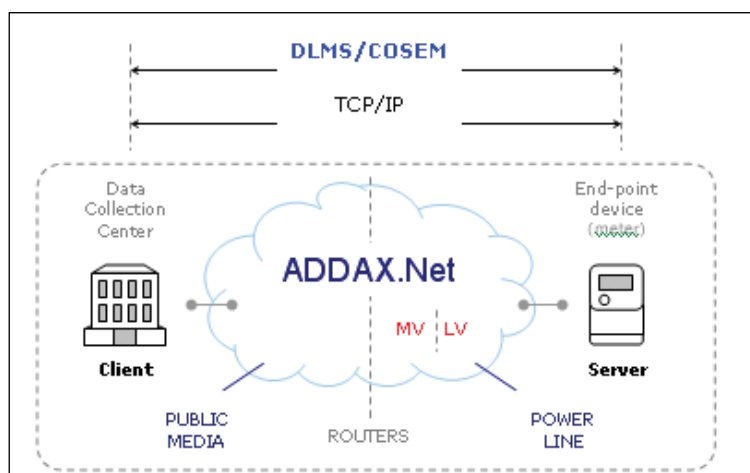 DLMS/COSEM
TCP/IP
Data
Collection
Center
End-point
device
(meter)
ADDAX.Net
MV
LV
Client
Server
PUBLIC
MEDIA
ROUTERS
POWER
LINE